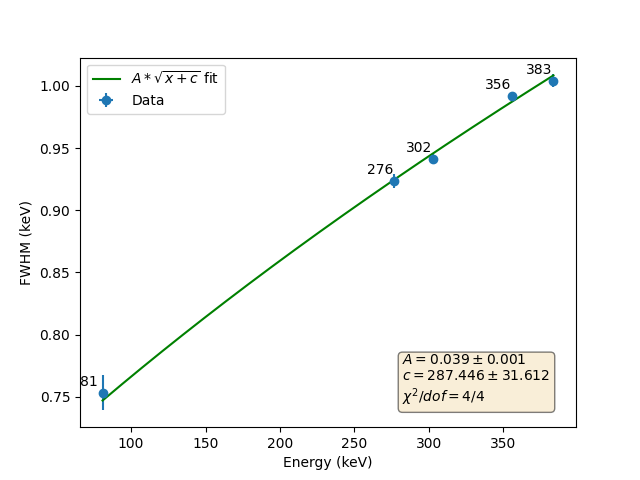 $A * \sqrt{x + c}$ fit
Data
383
356
302
276
81
1.00
0.95
0.90
0.85
0.80
0.75
FWHM (keV)
A = 0.039 ± 0.001
c = 287.446 ± 31.612
χ²/dof = 4/4
100
150
200
250
300
350
Energy (keV)